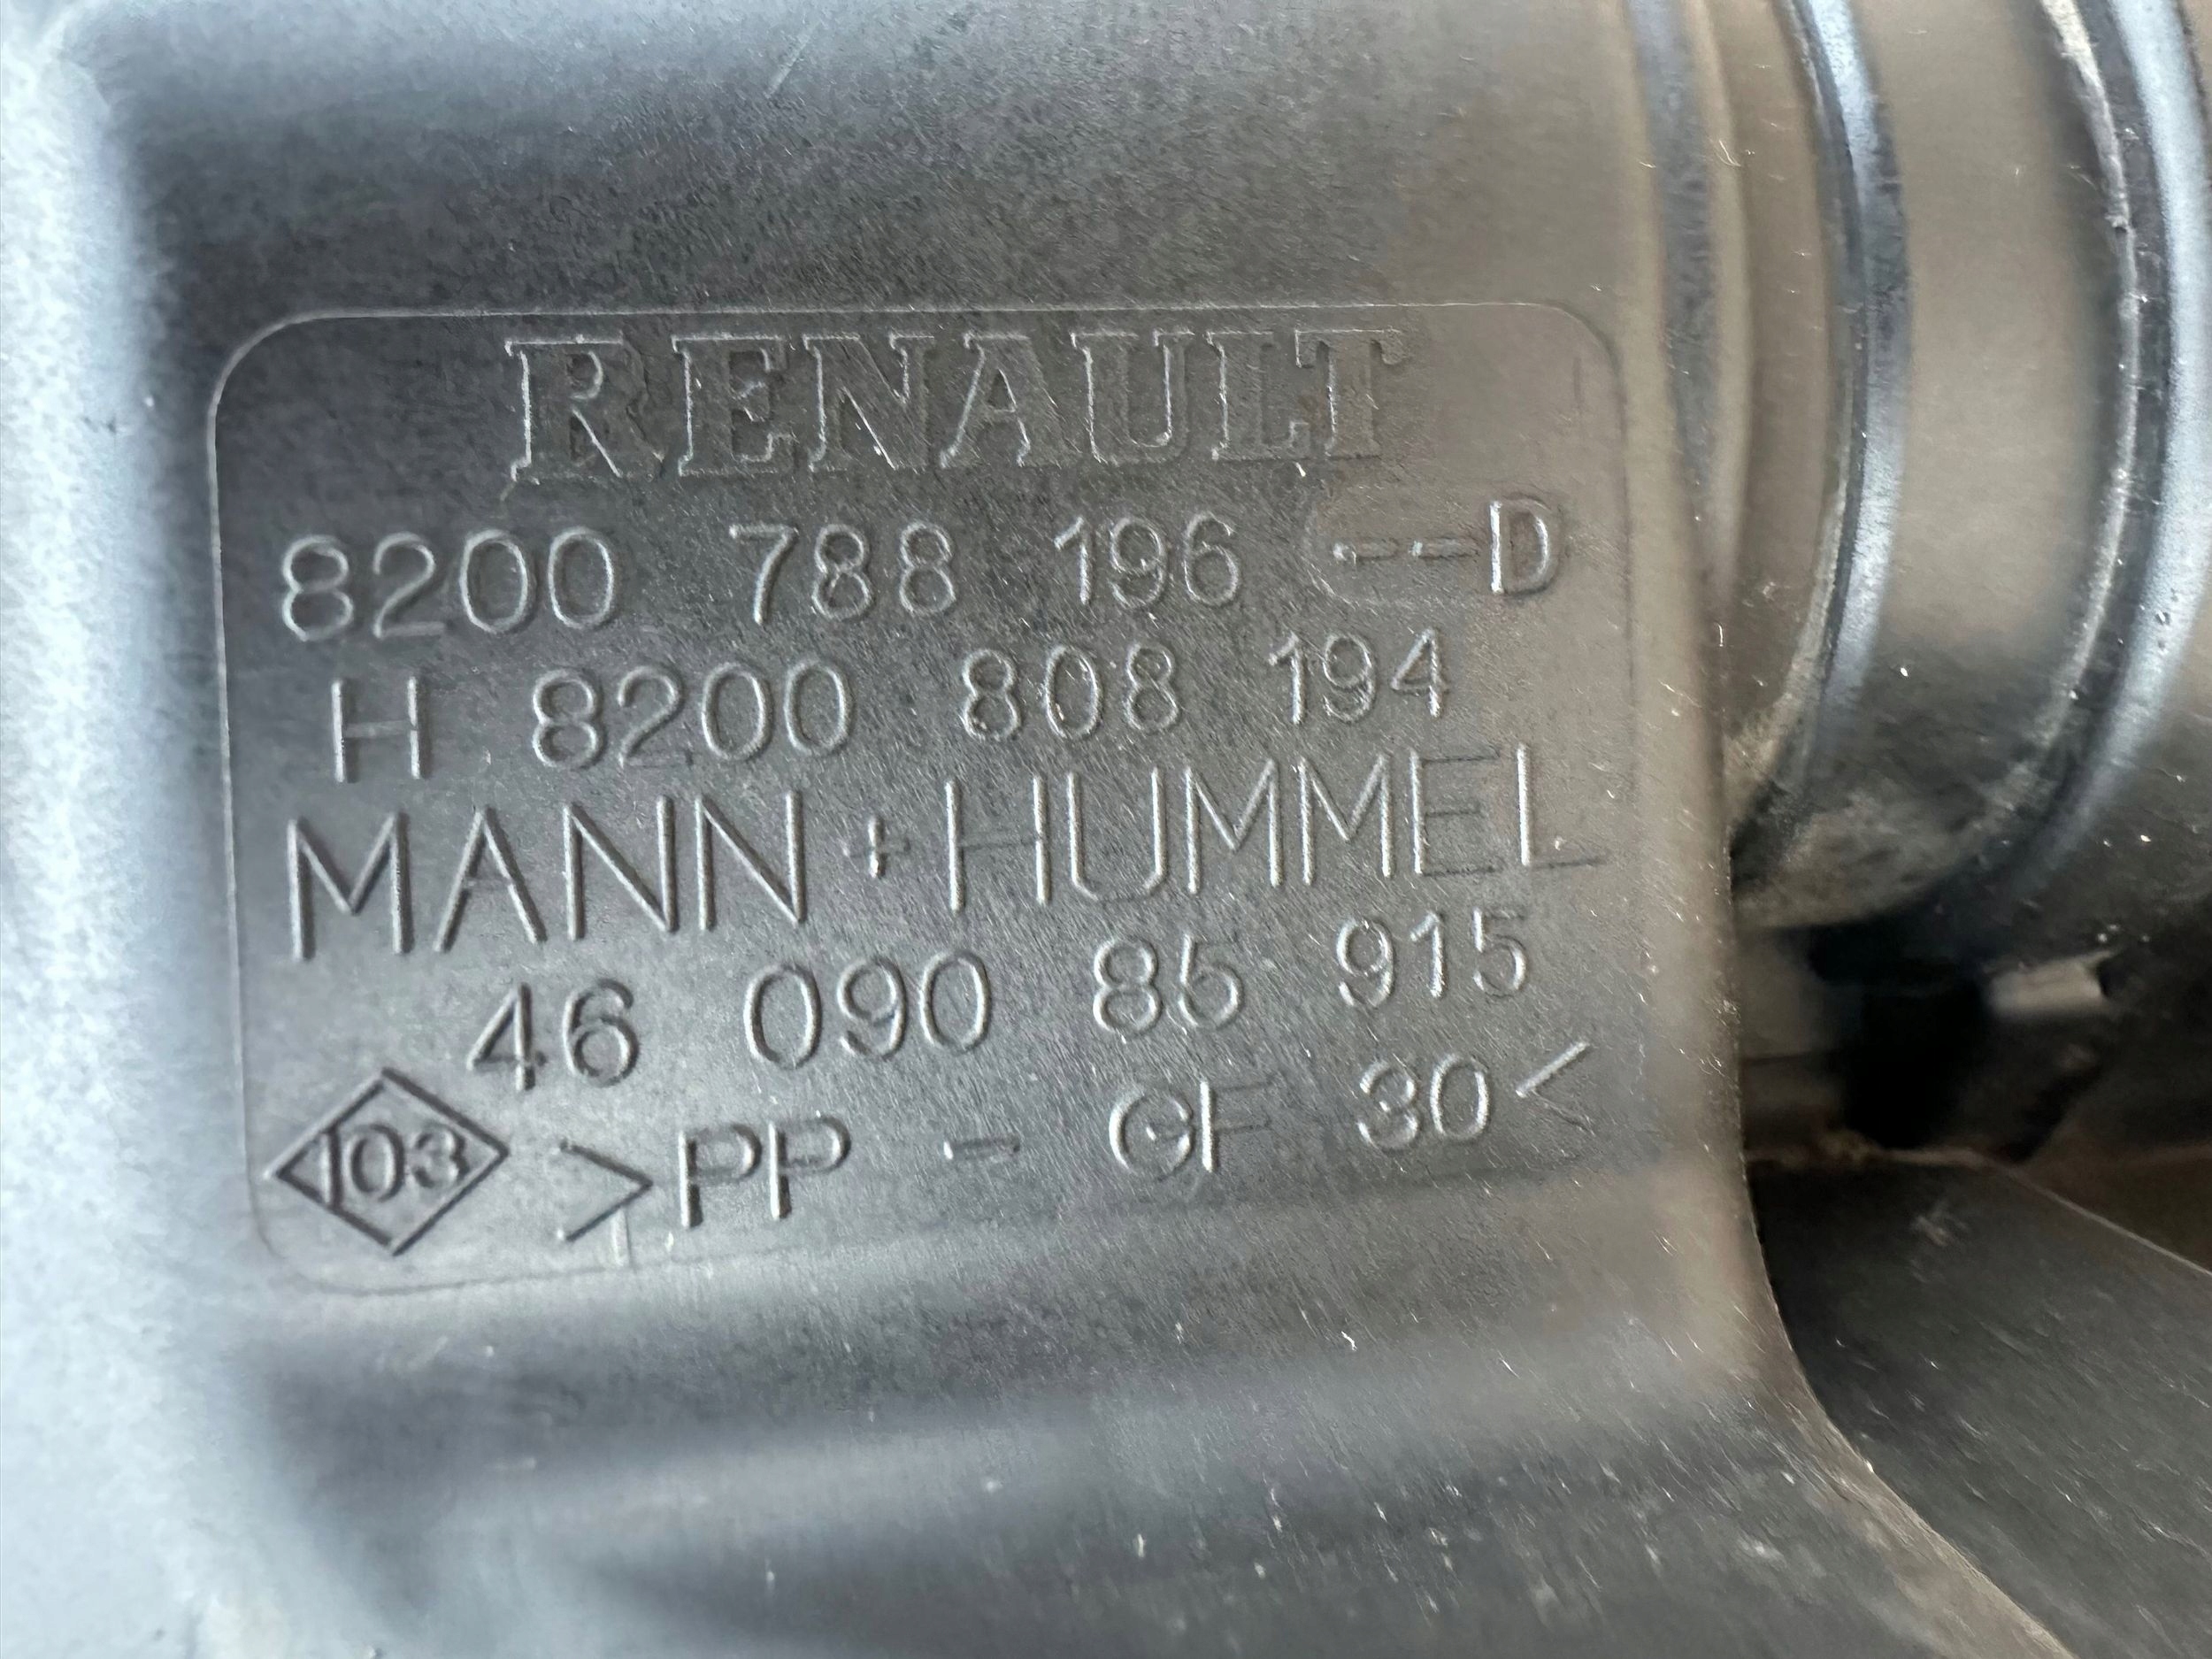 RENAULT
8200 788 196 --D
H 8200 808 194
MANN+HUMMEL
46 090 85 915
03 >PP - GF 30<